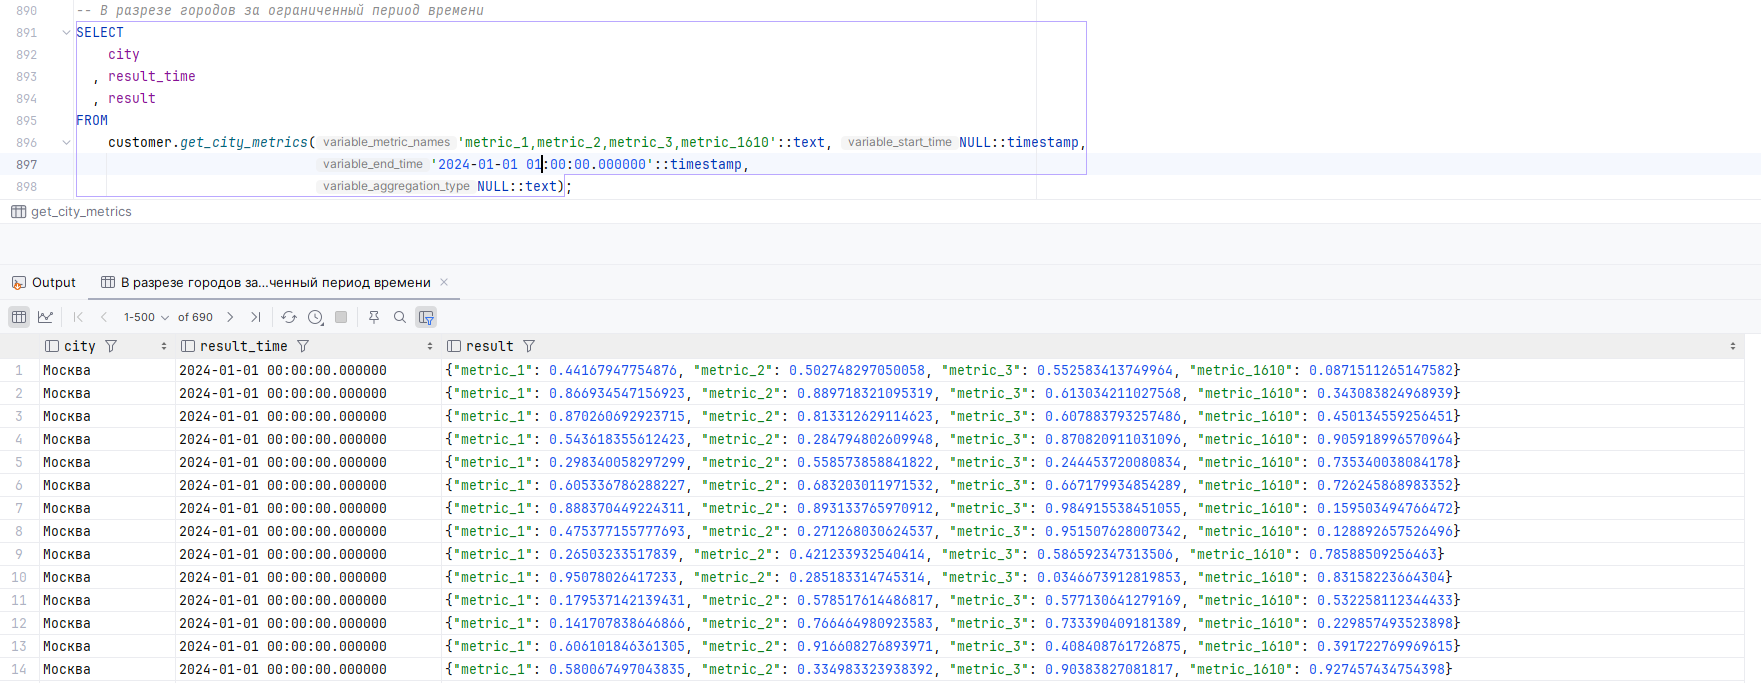 890 -- В разрезе городов за ограниченный период времени
891 SELECT
892 city
893 , result_time
894 , result
895 FROM
896 customer.get_city_metrics( variable_metric_names 'metric_1,metric_2,metric_3,metric_1610'::text, variable_start_time NULL::timestamp,
897 variable_end_time '2024-01-01 01:00:00.000000'::timestamp,
898 variable_aggregation_type NULL::text);
get_city_metrics
Output В разрезе городов за...ченный период времени
1-500 of 690
city result_time result
1 Москва 2024-01-01 00:00:00.000000 {"metric_1": 0.44167947754876, "metric_2": 0.502748297050058, "metric_3": 0.552583413749964, "metric_1610": 0.0871511265147582}
2 Москва 2024-01-01 00:00:00.000000 {"metric_1": 0.866934547156923, "metric_2": 0.889718321095319, "metric_3": 0.613034211027568, "metric_1610": 0.343083824968939}
3 Москва 2024-01-01 00:00:00.000000 {"metric_1": 0.870260692923715, "metric_2": 0.813312629114623, "metric_3": 0.607883793257486, "metric_1610": 0.450134559256451}
4 Москва 2024-01-01 00:00:00.000000 {"metric_1": 0.543618355612423, "metric_2": 0.284794802609948, "metric_3": 0.870820911031096, "metric_1610": 0.905918996570964}
5 Москва 2024-01-01 00:00:00.000000 {"metric_1": 0.298340058297299, "metric_2": 0.558573858841822, "metric_3": 0.244453720080834, "metric_1610": 0.735340038084178}
6 Москва 2024-01-01 00:00:00.000000 {"metric_1": 0.605336786288227, "metric_2": 0.683203011971532, "metric_3": 0.667179934854289, "metric_1610": 0.726245868983352}
7 Москва 2024-01-01 00:00:00.000000 {"metric_1": 0.888370449224311, "metric_2": 0.893133765970912, "metric_3": 0.984915538451055, "metric_1610": 0.159503494766472}
8 Москва 2024-01-01 00:00:00.000000 {"metric_1": 0.475377155777693, "metric_2": 0.271268030624537, "metric_3": 0.951507628007342, "metric_1610": 0.128892657526496}
9 Москва 2024-01-01 00:00:00.000000 {"metric_1": 0.26503233517839, "metric_2": 0.421233932540414, "metric_3": 0.586592347313506, "metric_1610": 0.78588509256463}
10 Москва 2024-01-01 00:00:00.000000 {"metric_1": 0.95078026417233, "metric_2": 0.285183314745314, "metric_3": 0.0346673912819853, "metric_1610": 0.83158223664304}
11 Москва 2024-01-01 00:00:00.000000 {"metric_1": 0.179537142139431, "metric_2": 0.578517614486817, "metric_3": 0.577130641279169, "metric_1610": 0.532258112344433}
12 Москва 2024-01-01 00:00:00.000000 {"metric_1": 0.141707838646866, "metric_2": 0.766464980923583, "metric_3": 0.733390409181389, "metric_1610": 0.229857493523898}
13 Москва 2024-01-01 00:00:00.000000 {"metric_1": 0.606101846361305, "metric_2": 0.916608276893971, "metric_3": 0.408408761726875, "metric_1610": 0.391722769969615}
14 Москва 2024-01-01 00:00:00.000000 {"metric_1": 0.580067497043835, "metric_2": 0.334983323938392, "metric_3": 0.90383827081817, "metric_1610": 0.927457434754398}